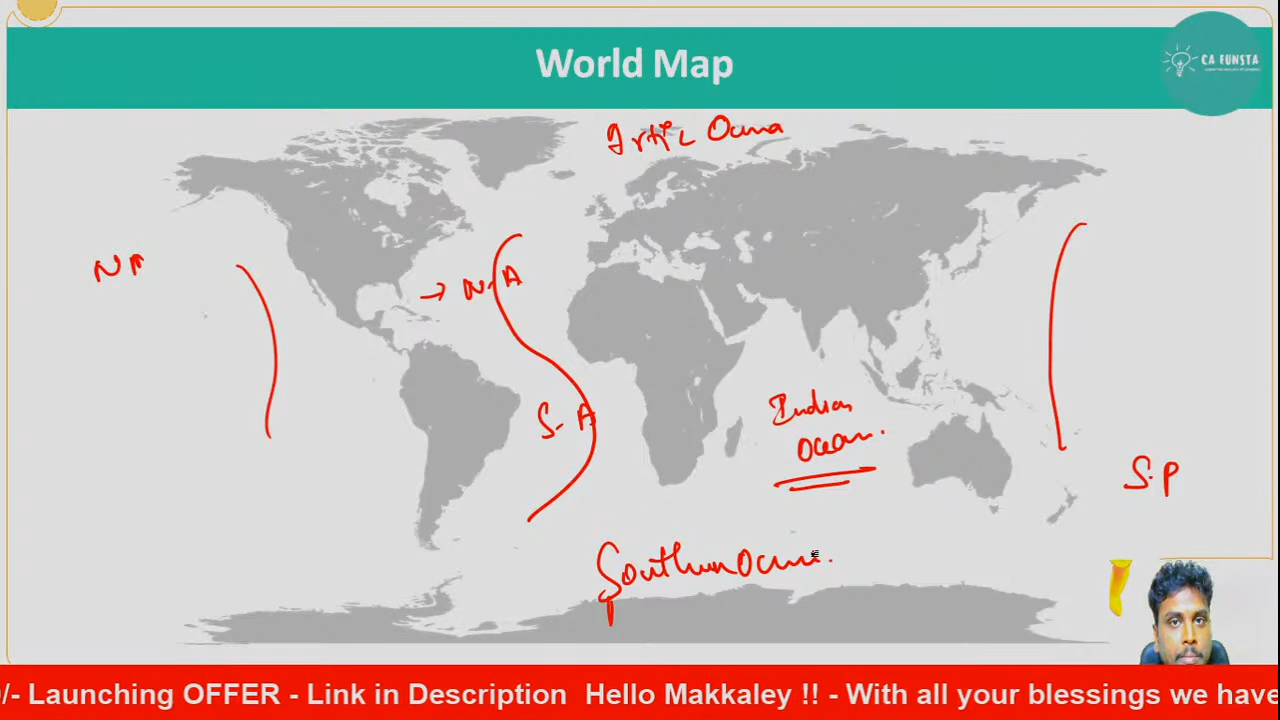 World Map
CA FUNSTA
Artic Ocean
N A
→ N-A
S-A
Indian
Ocean.
S.P
Southern Ocean.
0/- Launching OFFER - Link in Description Hello Makkaley !! - With all your blessings we have